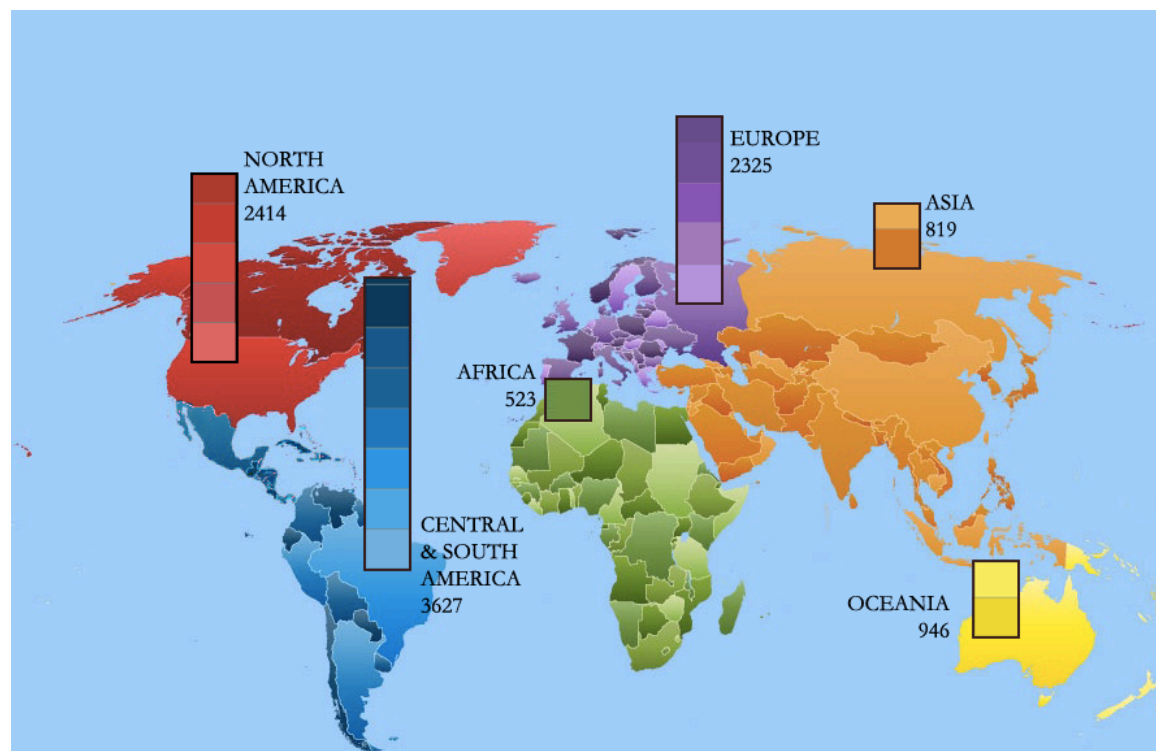 NORTH
AMERICA
2414
EUROPE
2325
ASIA
819
AFRICA
523
CENTRAL
& SOUTH
AMERICA
3627
OCEANIA
946